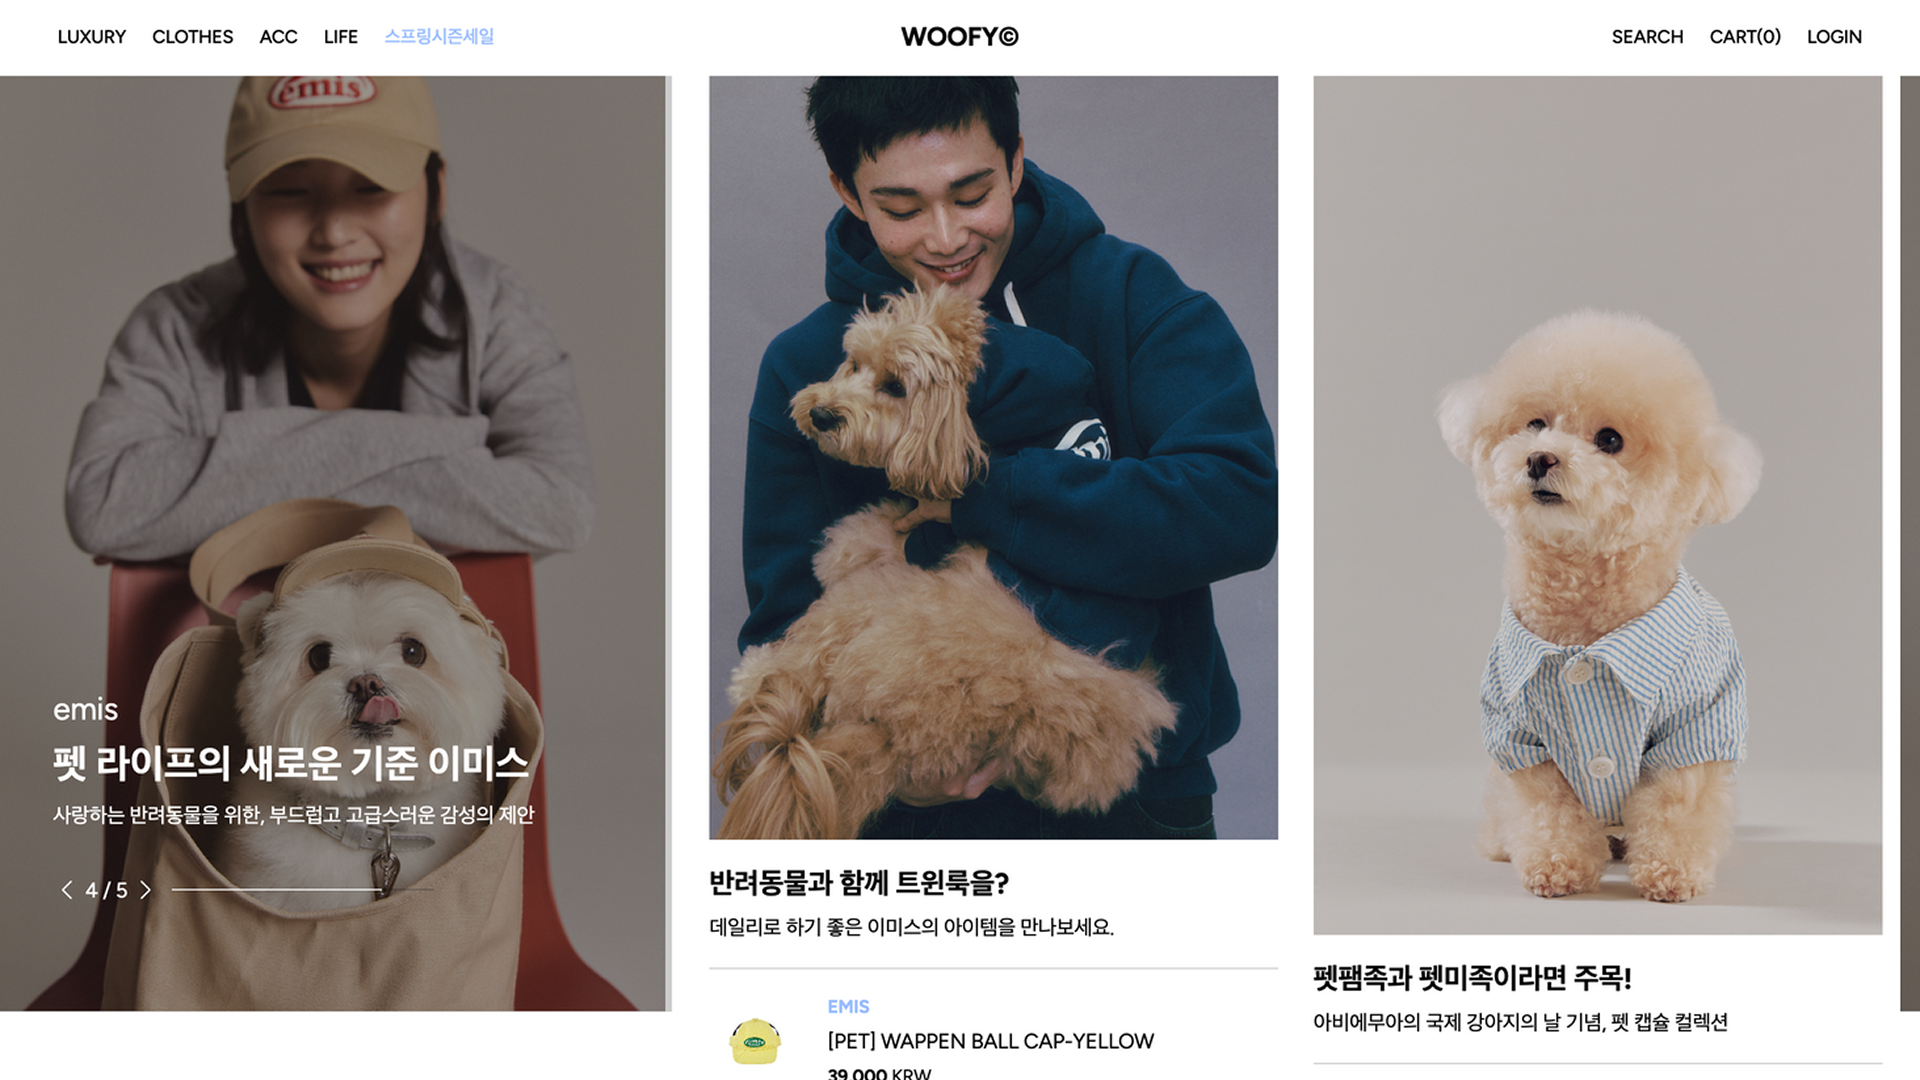 LUXURY CLOTHES ACC LIFE 스프링시즌세일
WOOFY©
SEARCH CART(0) LOGIN
emis
emis
펫 라이프의 새로운 기준 이미스
사랑하는 반려동물을 위한, 부드럽고 고급스러운 감성의 제안
< 4 / 5 >
반려동물과 함께 트윈룩을?
데일리로 하기 좋은 이미스의 아이템을 만나보세요.
EMIS
[PET] WAPPEN BALL CAP-YELLOW
39,000 KRW
펫팸족과 펫미족이라면 주목!
아비에무아의 국제 강아지의 날 기념, 펫 캡슐 컬렉션